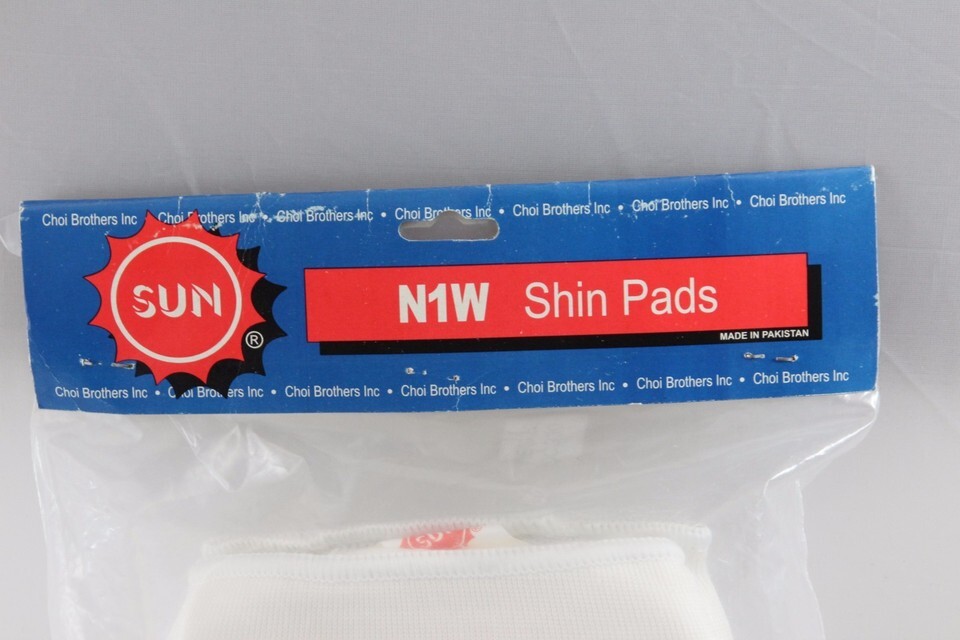 Choi Brothers Inc • Choi Brothers Inc • Choi Brothers Inc • Choi Brothers Inc • Choi Brothers Inc • Choi Brothers Inc • Choi Brothers Inc
SUN
®
N1W Shin Pads
MADE IN PAKISTAN
Choi Brothers Inc • Choi Brothers Inc • Choi Brothers Inc • Choi Brothers Inc • Choi Brothers Inc • Choi Brothers Inc • Choi Brothers Inc
SUN